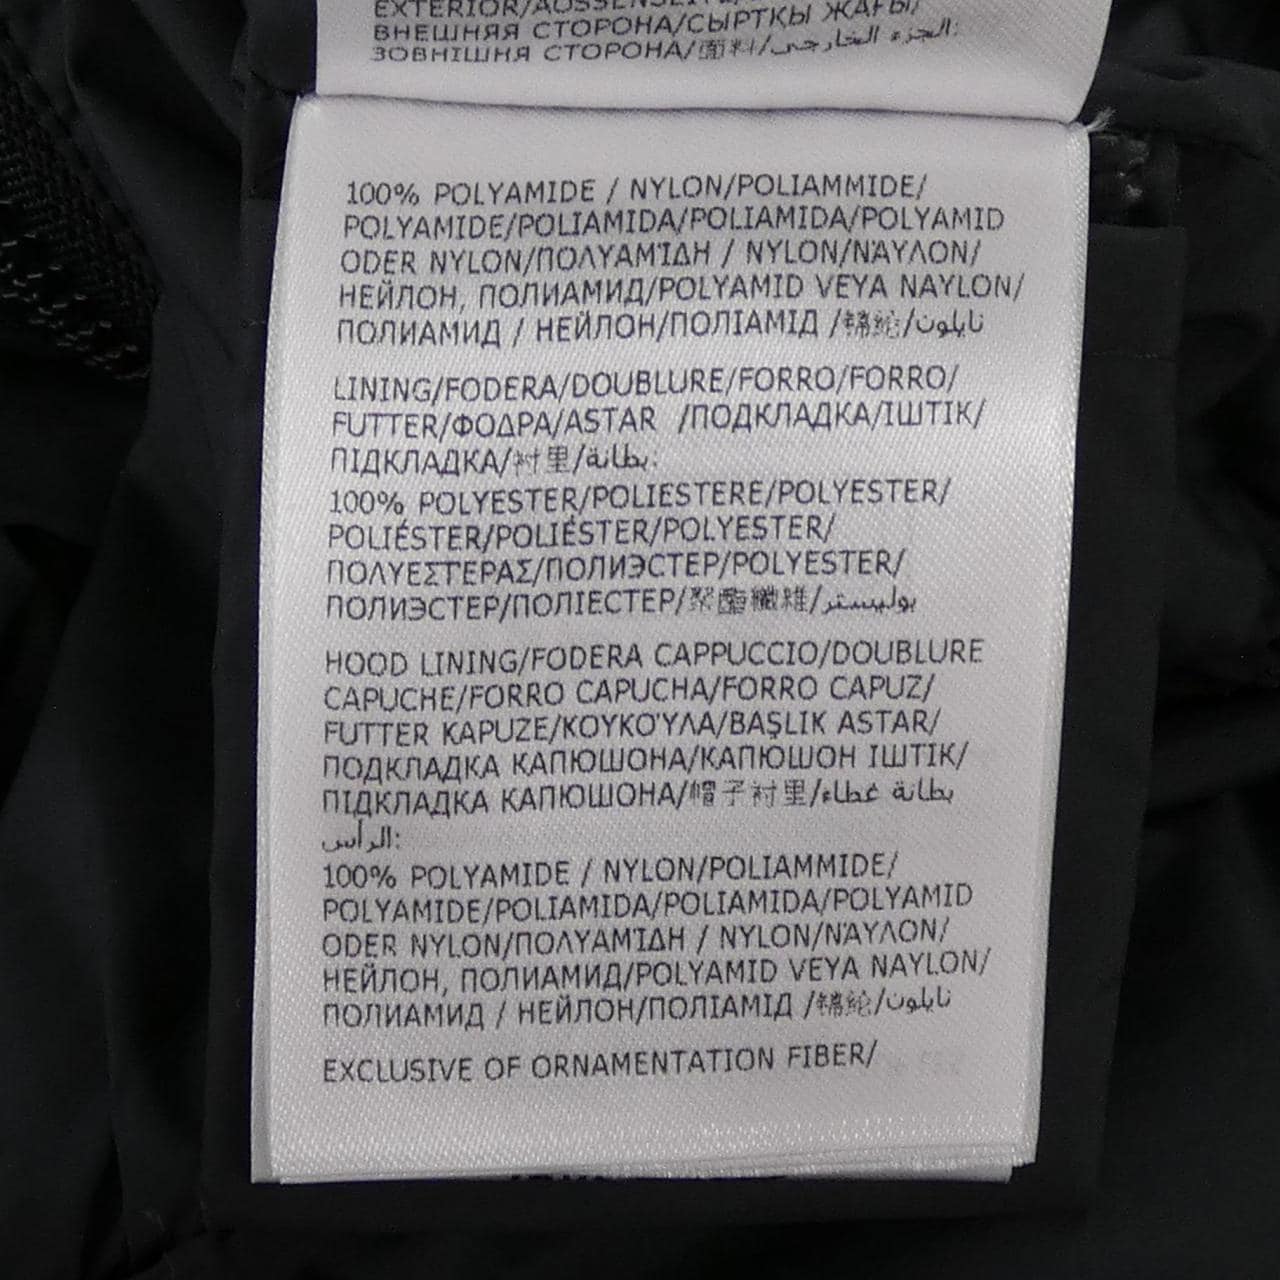 EXTERIOR/AUSSENSEITE/
ВНЕШНЯЯ СТОРОНА/СЫРТҚЫ ЖАҒЫ/
ЗОВНІШНЯ СТОРОНА/面料/الجزء الخارجي:
100% POLYAMIDE / NYLON/POLIAMMIDE/
POLYAMIDE/POLIAMIDA/POLIAMIDA/POLYAMID
ODER NYLON/ΠΟΛΥΑΜΊΔΗ / NYLON/ΝΆΥΛΟΝ/
НЕЙЛОН, ПОЛИАМИД/POLYAMID VEYA NAYLON/
ПОЛИАМИД / НЕЙЛОН/ПОЛІАМІД /锦纶/نايلون
LINING/FODERA/DOUBLURE/FORRO/FORRO/
FUTTER/ΦΟΔΡΑ/ASTAR /ПОДКЛАДКА/ІШТІК/
ПІДКЛАДКА/衬里/بطانة:
100% POLYESTER/POLIESTERE/POLYESTER/
POLIÉSTER/POLIÉSTER/POLYESTER/
ΠΟΛΥΕΣΤΕΡΑΣ/ПОЛИЭСТЕР/POLYESTER/
ПОЛИЭСТЕР/ПОЛІЕСТЕР/聚酯纖維/بوليستر
HOOD LINING/FODERA CAPPUCCIO/DOUBLURE
CAPUCHE/FORRO CAPUCHA/FORRO CAPUZ/
FUTTER KAPUZE/ΚΟΥΚΟΎΛΑ/BAŞLIK ASTAR/
ПОДКЛАДКА КАПЮШОНА/КАПЮШОН ІШТІК/
ПІДКЛАДКА КАПЮШОНА/帽子衬里/بطانة غطاء
الرأس:
100% POLYAMIDE / NYLON/POLIAMMIDE/
POLYAMIDE/POLIAMIDA/POLIAMIDA/POLYAMID
ODER NYLON/ΠΟΛΥΑΜΊΔΗ / NYLON/ΝΆΥΛΟΝ/
НЕЙЛОН, ПОЛИАМИД/POLYAMID VEYA NAYLON/
ПОЛИАМИД / НЕЙЛОН/ПОЛІАМІД /锦纶/نايلون
EXCLUSIVE OF ORNAMENTATION FIBER/